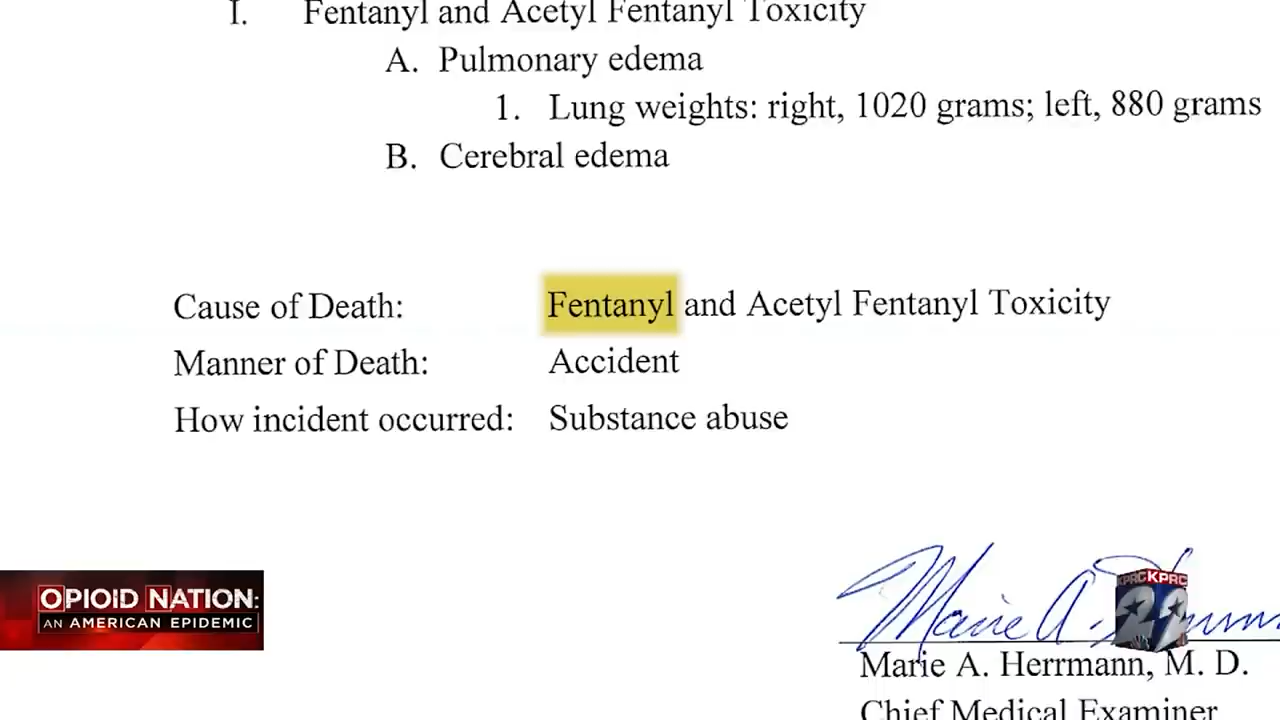 I. Fentanyl and Acetyl Fentanyl Toxicity
A. Pulmonary edema
1. Lung weights: right, 1020 grams; left, 880 grams
B. Cerebral edema
Cause of Death: Fentanyl and Acetyl Fentanyl Toxicity
Manner of Death: Accident
How incident occurred: Substance abuse
OPIOID NATION:
AN AMERICAN EPIDEMIC
Marie A.
KPRC KPRC
Marie A. Herrmann, M. D.
Chief Medical Examiner